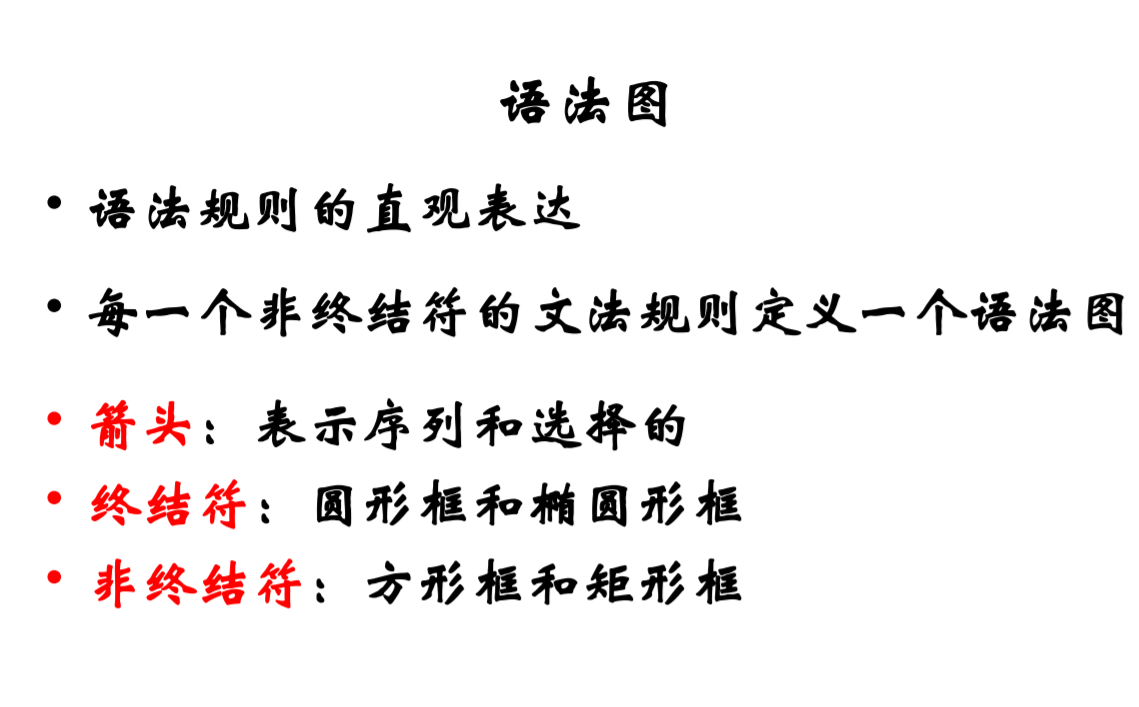 语法图
• 语法规则的直观表达
• 每一个非终结符的文法规则定义一个语法图
• 箭头：表示序列和选择的
• 终结符：圆形框和椭圆形框
• 非终结符：方形框和矩形框